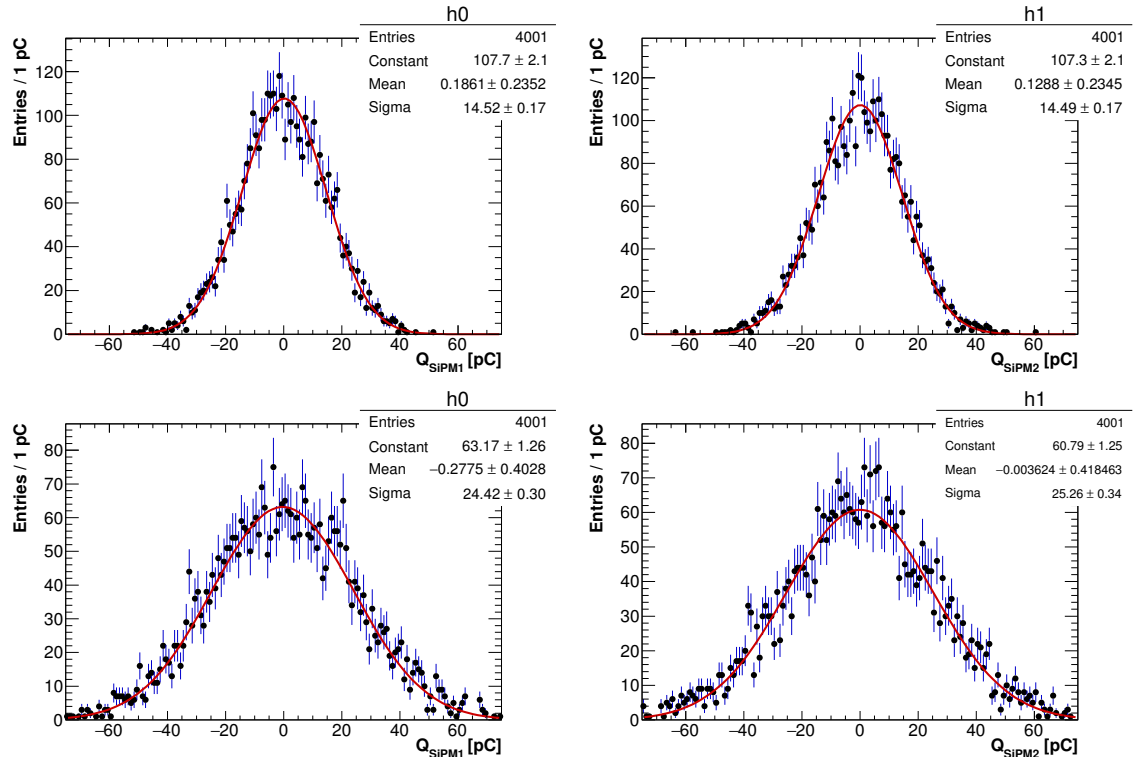 h0
Entries 4001
Constant 107.7 ± 2.1
Mean 0.1861 ± 0.2352
Sigma 14.52 ± 0.17
Entries / 1 pC
120
100
80
60
40
20
0
−60 −40 −20 0 20 40 60
Q_SiPM1 [pC]
h1
Entries 4001
Constant 107.3 ± 2.1
Mean 0.1288 ± 0.2345
Sigma 14.49 ± 0.17
Entries / 1 pC
120
100
80
60
40
20
0
−60 −40 −20 0 20 40 60
Q_SiPM2 [pC]
h0
Entries 4001
Constant 63.17 ± 1.26
Mean −0.2775 ± 0.4028
Sigma 24.42 ± 0.30
Entries / 1 pC
80
70
60
50
40
30
20
10
0
−60 −40 −20 0 20 40 60
Q_SiPM1 [pC]
h1
Entries 4001
Constant 60.79 ± 1.25
Mean −0.003624 ± 0.418463
Sigma 25.26 ± 0.34
Entries / 1 pC
80
70
60
50
40
30
20
10
0
−60 −40 −20 0 20 40 60
Q_SiPM2 [pC]